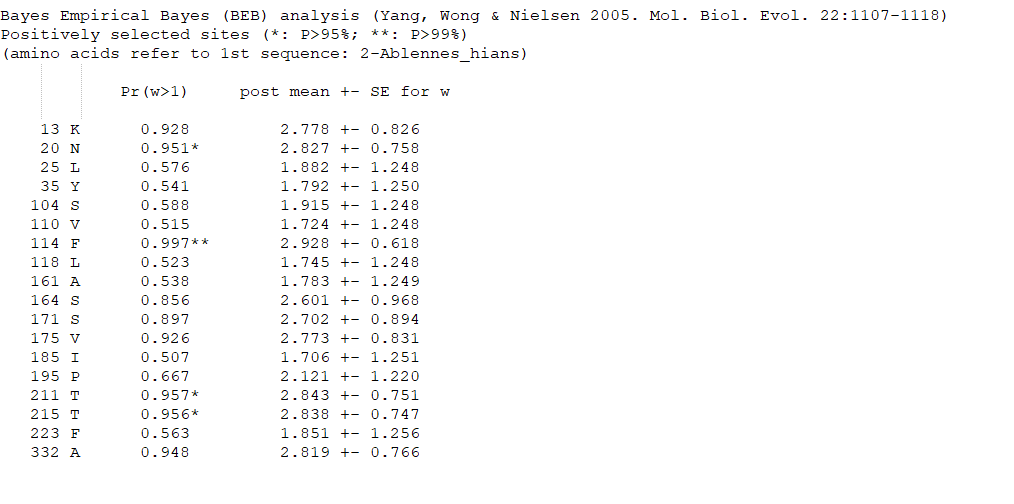 Bayes Empirical Bayes (BEB) analysis (Yang, Wong & Nielsen 2005. Mol. Biol. Evol. 22:1107-1118)
Positively selected sites (*: P>95%; **: P>99%)
(amino acids refer to 1st sequence: 2-Ablennes_hians)
Pr(w>1) post mean +- SE for w
13 K 0.928 2.778 +- 0.826
20 N 0.951* 2.827 +- 0.758
25 L 0.576 1.882 +- 1.248
35 Y 0.541 1.792 +- 1.250
104 S 0.588 1.915 +- 1.248
110 V 0.515 1.724 +- 1.248
114 F 0.997** 2.928 +- 0.618
118 L 0.523 1.745 +- 1.248
161 A 0.538 1.783 +- 1.249
164 S 0.856 2.601 +- 0.968
171 S 0.897 2.702 +- 0.894
175 V 0.926 2.773 +- 0.831
185 I 0.507 1.706 +- 1.251
195 P 0.667 2.121 +- 1.220
211 T 0.957* 2.843 +- 0.751
215 T 0.956* 2.838 +- 0.747
223 F 0.563 1.851 +- 1.256
332 A 0.948 2.819 +- 0.766